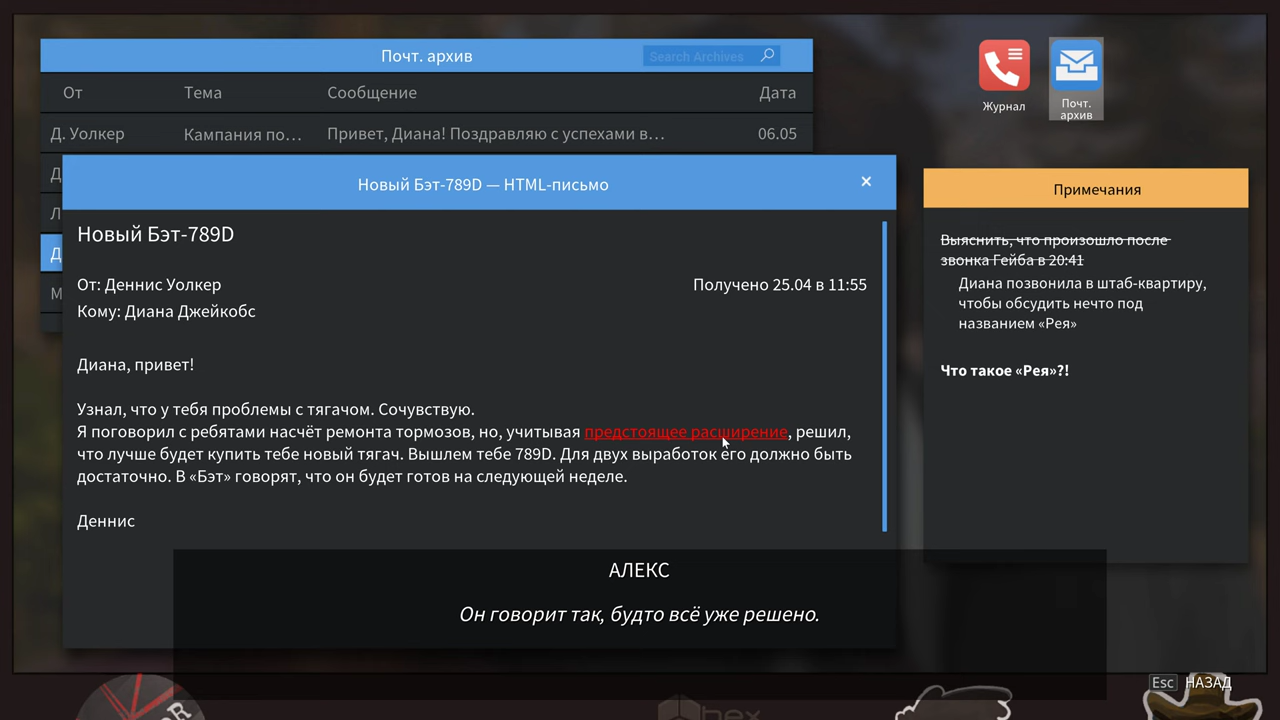 Почт. архив
Search Archives
От Тема Сообщение Дата
Д. Уолкер Кампания по… Привет, Диана! Поздравляю с успехами в… 06.05
Д
Л
Д
М
Новый Бэт-789D — HTML-письмо
×
Новый Бэт-789D
От: Деннис Уолкер Получено 25.04 в 11:55
Кому: Диана Джейкобс
Диана, привет!
Узнал, что у тебя проблемы с тягачом. Сочувствую.
Я поговорил с ребятами насчёт ремонта тормозов, но, учитывая предстоящее расширение, решил,
что лучше будет купить тебе новый тягач. Вышлем тебе 789D. Для двух выработок его должно быть
достаточно. В «Бэт» говорят, что он будет готов на следующей неделе.
Деннис
Журнал
Почт.
архив
Примечания
Выяснить, что произошло после
звонка Гейба в 20:41
Диана позвонила в штаб-квартиру,
чтобы обсудить нечто под
названием «Рея»
Что такое «Рея»?!
АЛЕКС
Он говорит так, будто всё уже решено.
Esc НАЗАД
hex